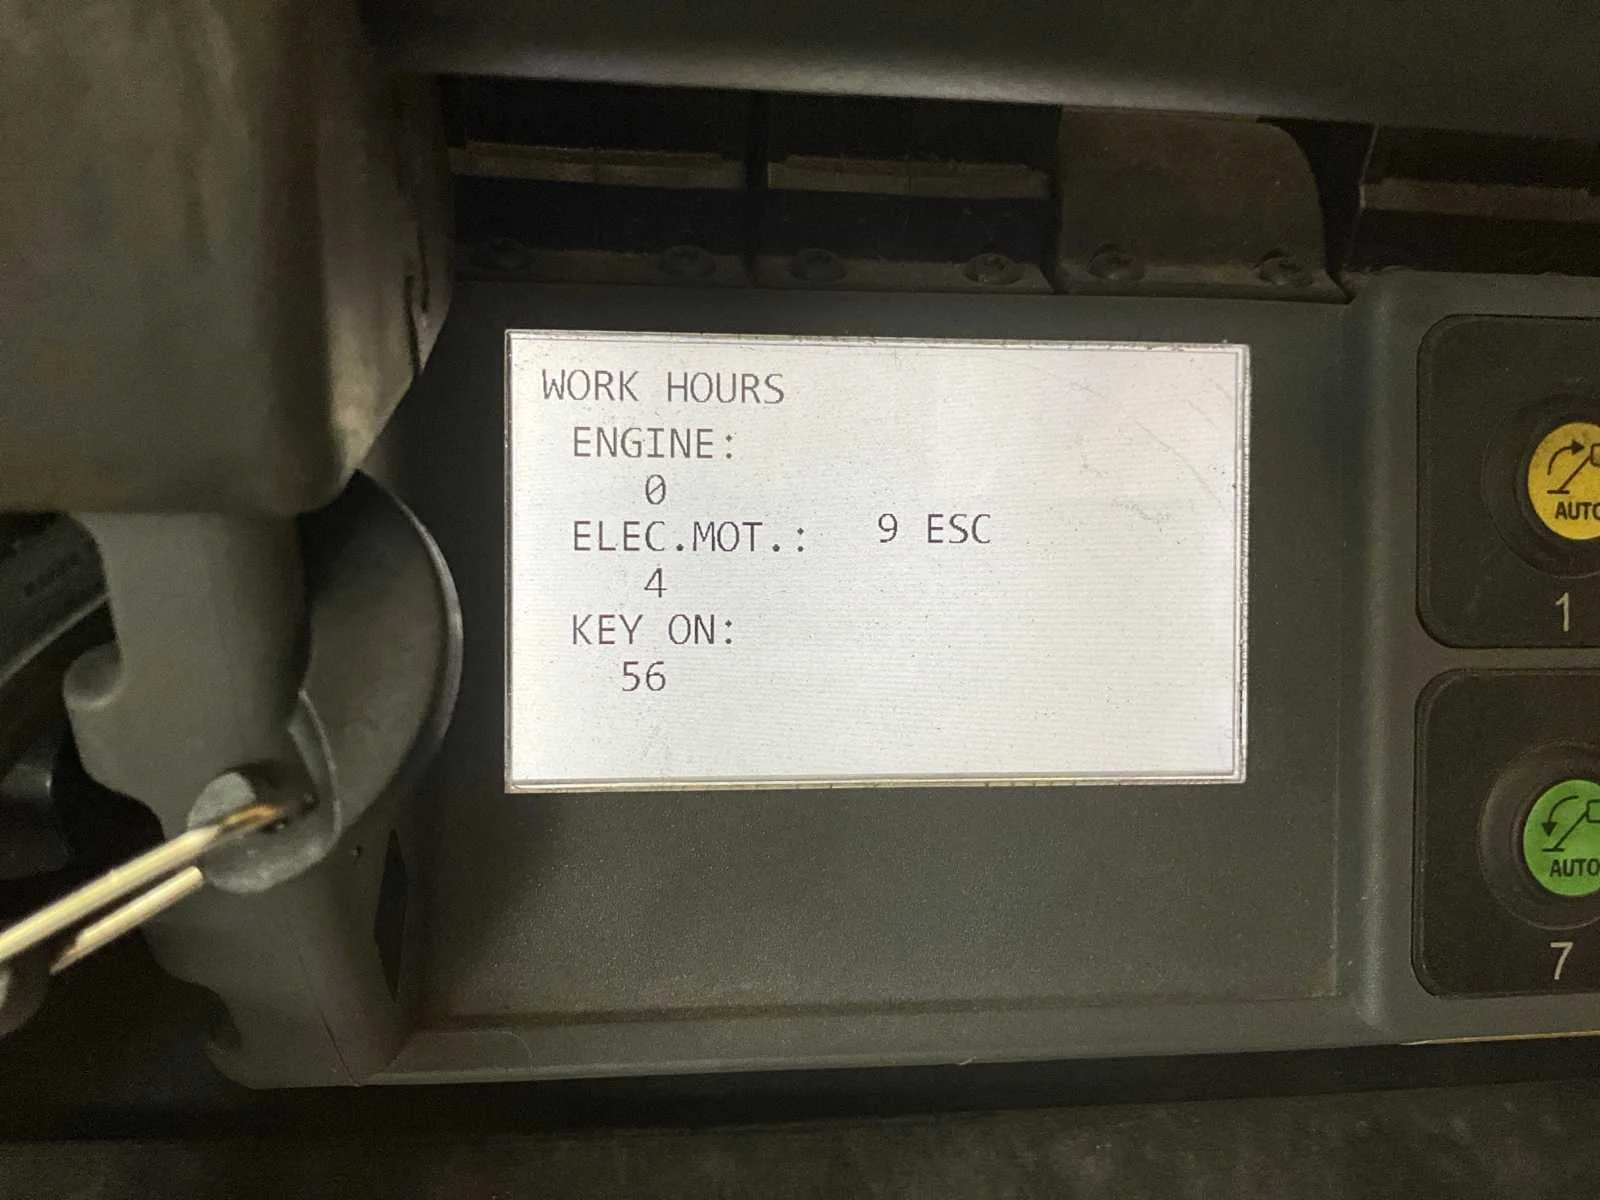 WORK HOURS
ENGINE:
0
ELEC.MOT.: 9 ESC
4
KEY ON:
56
AUTO
1
AUTO
7